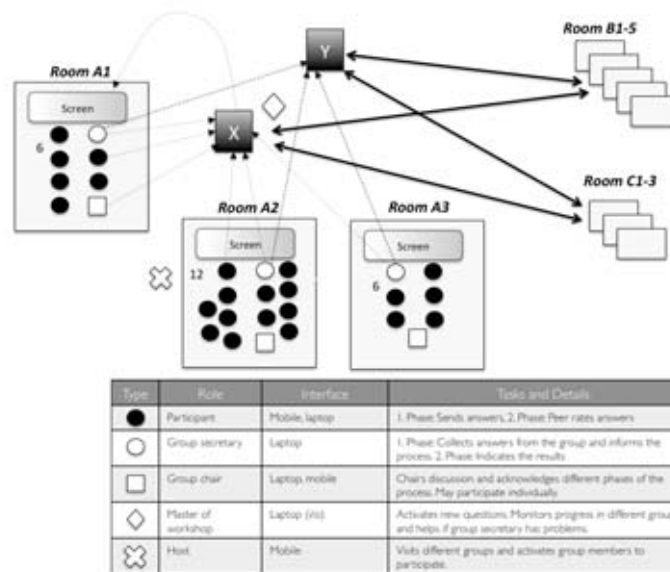 Y
Room B1-5
Room A1
Screen
X
6
Room C1-3
Room A2
Room A3
Screen
Screen
12
6
Type Role Interface Tasks and Details
Participant Mobile, laptop 1. Phase: Sends answers, 2. Phase: Peer rates answers
Group secretary Laptop 1. Phase: Collects answers from the group and informs the
process. 2. Phase: Indicates the results
Group chair Laptop, mobile Chairs discussion and acknowledges different phases of the
process. May participate individually.
Master of
workshop
Laptop (vis) Activates new questions. Monitors progress in different grou
and helps if group secretary has problems.
Host Mobile Visits different groups and activates group members to
participate.